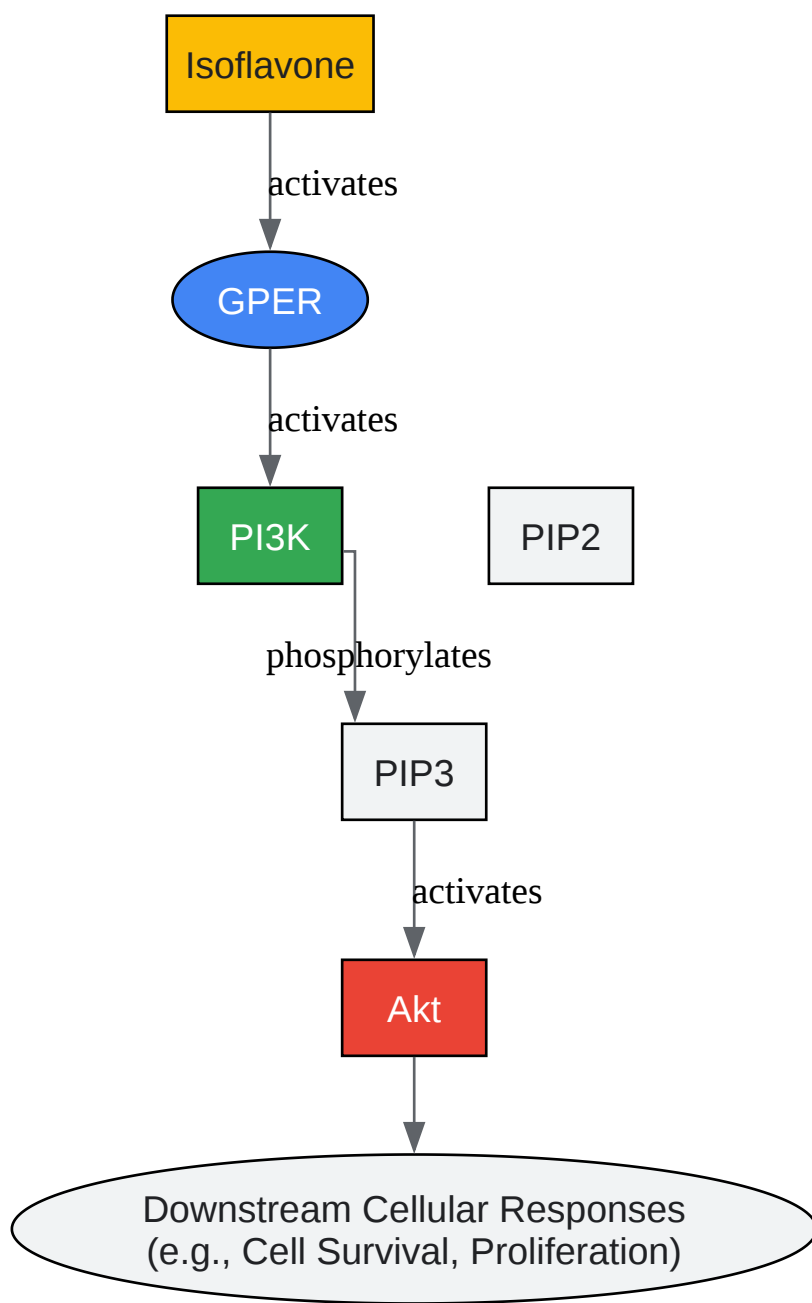 Isoflavone
activates
GPER
activates
PI3K
PIP2
phosphorylates
PIP3
activates
Akt
Downstream Cellular Responses
(e.g., Cell Survival, Proliferation)